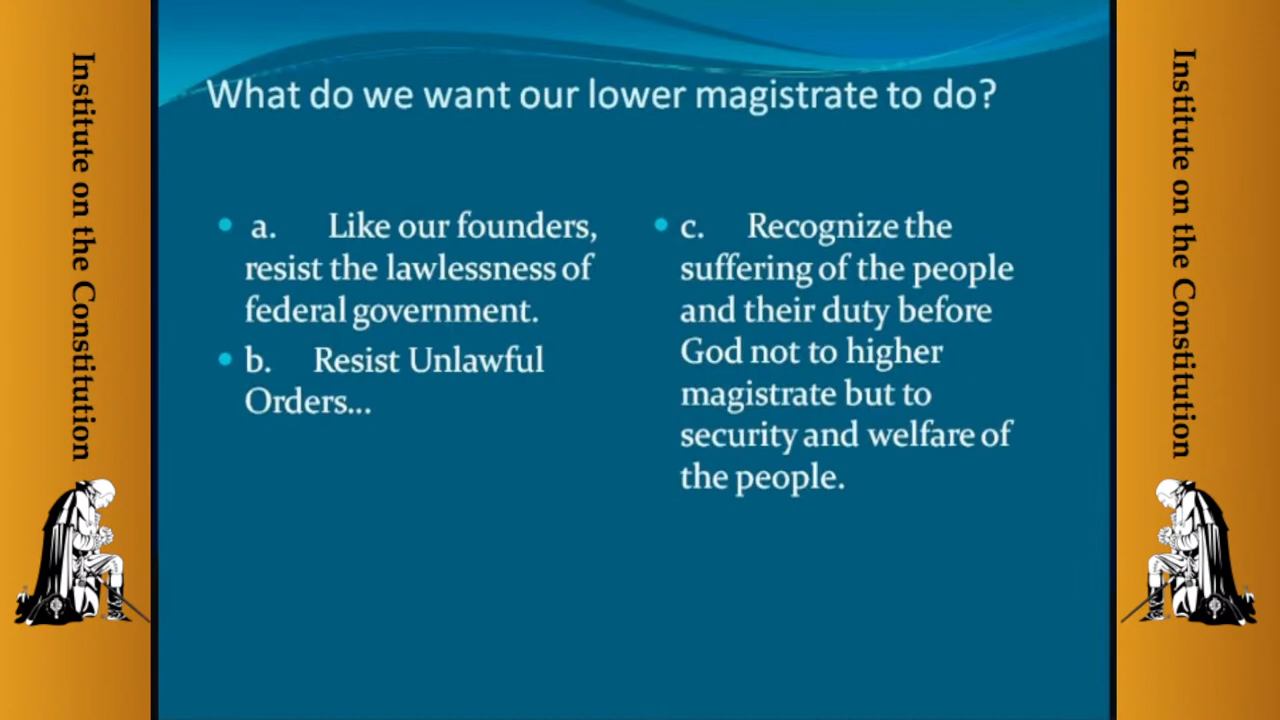 Institute on the Constitution
What do we want our lower magistrate to do?
• a. Like our founders,
resist the lawlessness of
federal government.
• b. Resist Unlawful
Orders...
• c. Recognize the
suffering of the people
and their duty before
God not to higher
magistrate but to
security and welfare of
the people.
Institute on the Constitution